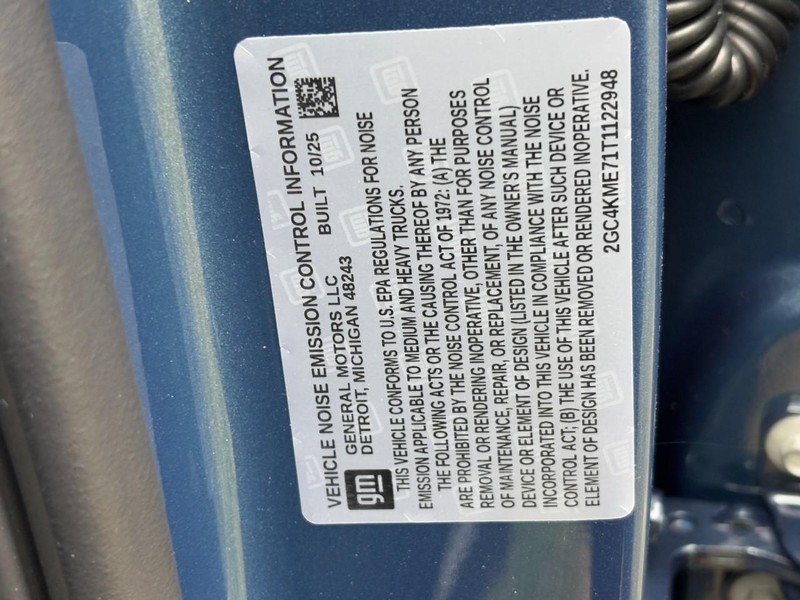 VEHICLE NOISE EMISSION CONTROL INFORMATION
gm
GENERAL MOTORS LLC BUILT 10/25
DETROIT, MICHIGAN 48243
THIS VEHICLE CONFORMS TO U.S. EPA REGULATIONS FOR NOISE
EMISSION APPLICABLE TO MEDIUM AND HEAVY TRUCKS.
THE FOLLOWING ACTS OR THE CAUSING THEREOF BY ANY PERSON
ARE PROHIBITED BY THE NOISE CONTROL ACT OF 1972: (A) THE
REMOVAL OR RENDERING INOPERATIVE, OTHER THAN FOR PURPOSES
OF MAINTENANCE, REPAIR, OR REPLACEMENT, OF ANY NOISE CONTROL
DEVICE OR ELEMENT OF DESIGN (LISTED IN THE OWNER'S MANUAL)
INCORPORATED INTO THIS VEHICLE IN COMPLIANCE WITH THE NOISE
CONTROL ACT: (B) THE USE OF THIS VEHICLE AFTER SUCH DEVICE OR
ELEMENT OF DESIGN HAS BEEN REMOVED OR RENDERED INOPERATIVE.
2GC4KME71T1122948